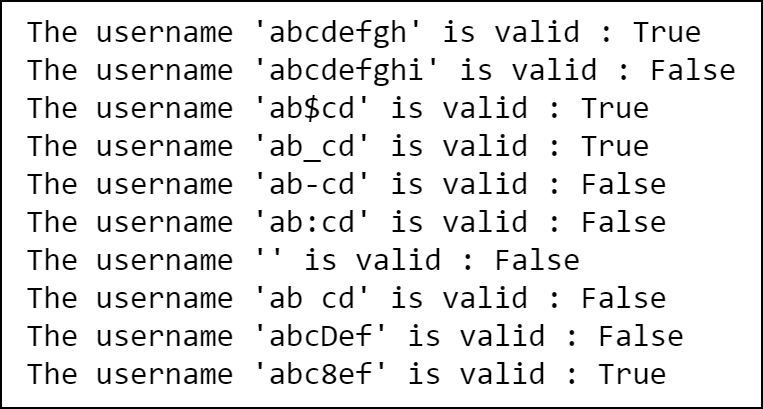 The username 'abcdefgh' is valid : True
The username 'abcdefghi' is valid : False
The username 'ab$cd' is valid : True
The username 'ab_cd' is valid : True
The username 'ab-cd' is valid : False
The username 'ab:cd' is valid : False
The username '' is valid : False
The username 'ab cd' is valid : False
The username 'abcDef' is valid : False
The username 'abc8ef' is valid : True